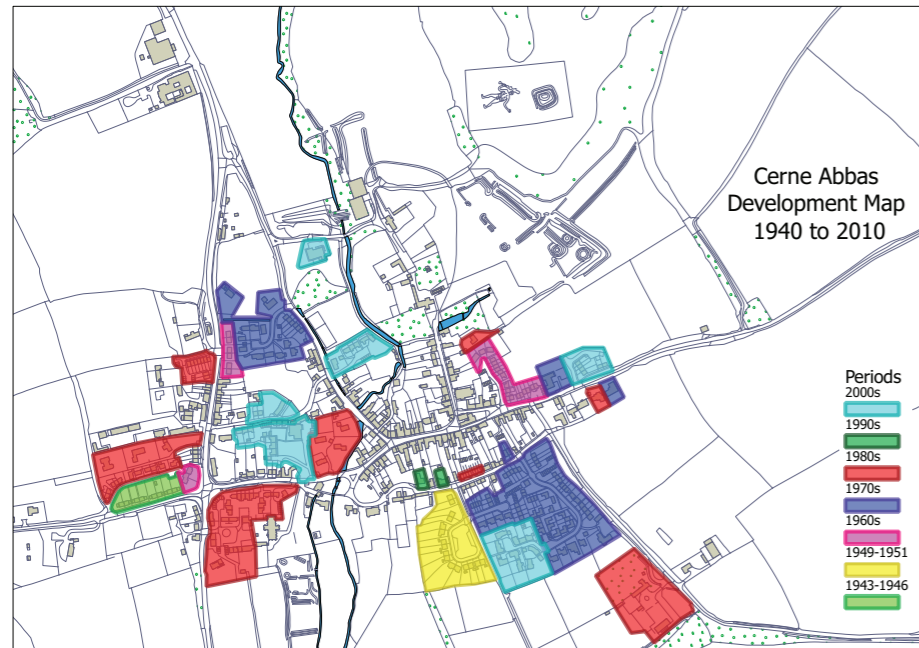 Cerne Abbas
Development Map
1940 to 2010
Periods
2000s
1990s
1980s
1970s
1960s
1949-1951
1943-1946